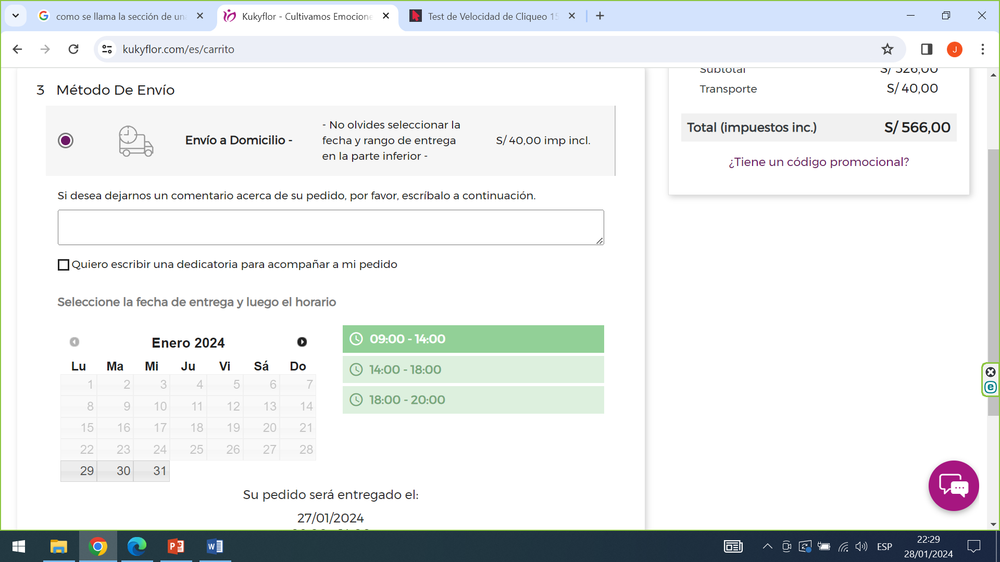 como se llama la sección de un
Kukyflor - Cultivamos Emocione
Test de Velocidad de Cliqueo 15
kukyflor.com/es/carrito
J
Subtotal S/ 526,00
Transporte S/ 40,00
Total (impuestos inc.) S/ 566,00
¿Tiene un código promocional?
3 Método De Envío
Envío a Domicilio -
- No olvides seleccionar la
fecha y rango de entrega
en la parte inferior -
S/ 40,00 imp incl.
Si desea dejarnos un comentario acerca de su pedido, por favor, escríbalo a continuación.
Quiero escribir una dedicatoria para acompañar a mi pedido
Seleccione la fecha de entrega y luego el horario
Enero 2024
Lu Ma Mi Ju Vi Sá Do
1 2 3 4 5 6 7
8 9 10 11 12 13 14
15 16 17 18 19 20 21
22 23 24 25 26 27 28
29 30 31
09:00 - 14:00
14:00 - 18:00
18:00 - 20:00
Su pedido será entregado el:
27/01/2024
ESP
22:29
28/01/2024